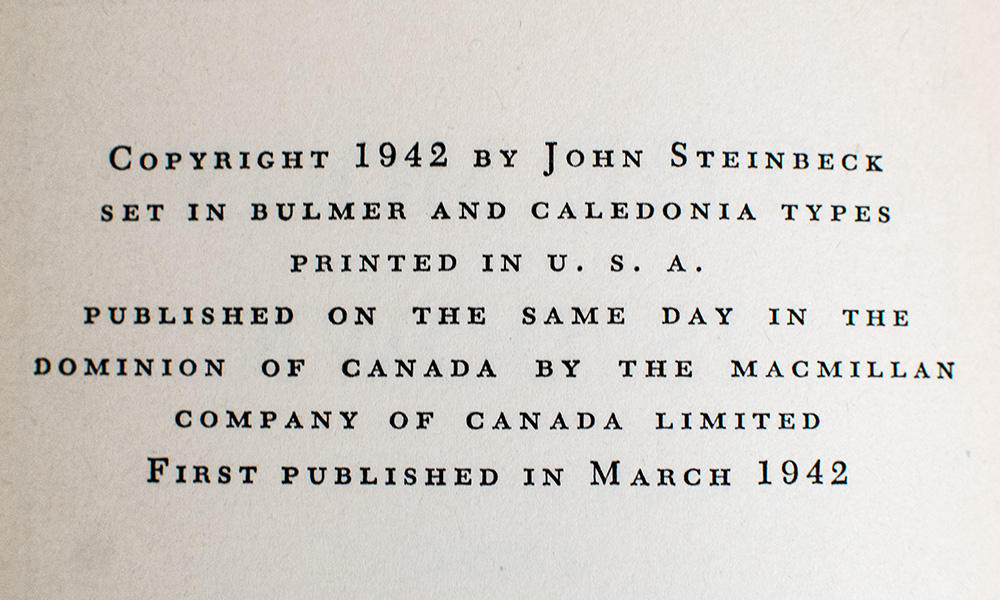 Copyright 1942 by John Steinbeck
set in bulmer and caledonia types
printed in U. S. A.
published on the same day in the
dominion of canada by the macmillan
company of canada limited
First published in March 1942